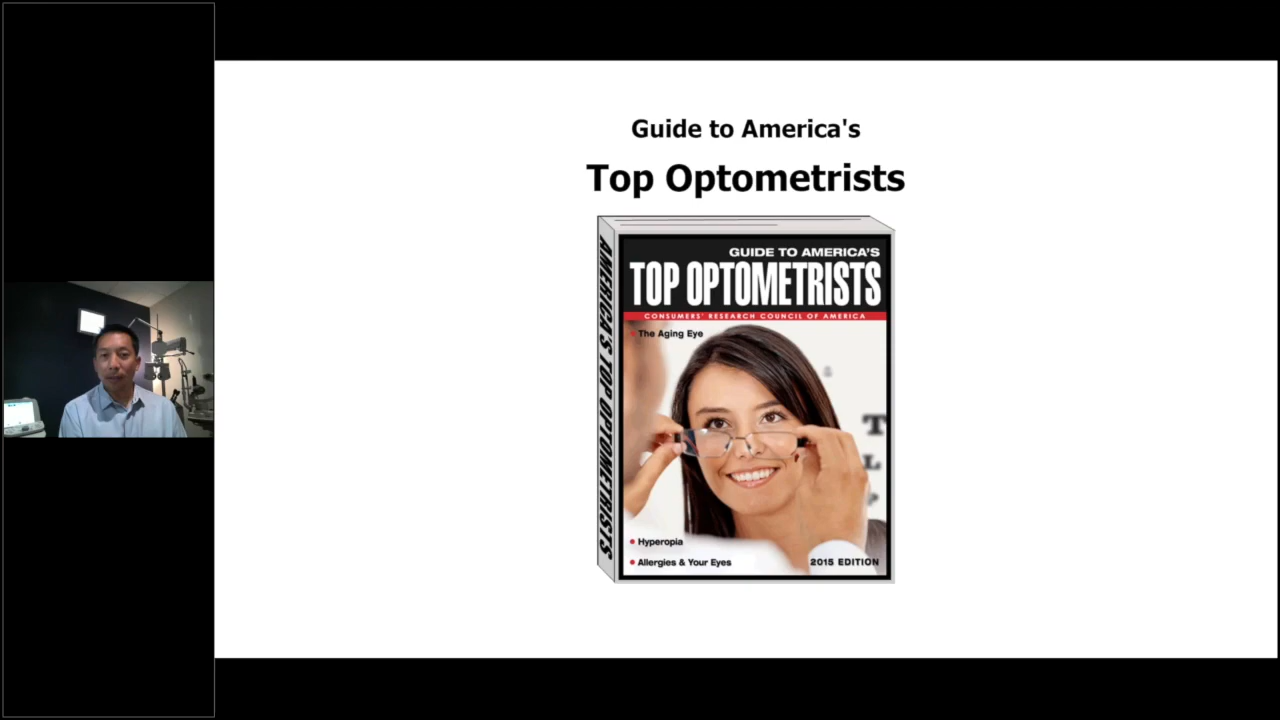 Guide to America's
Top Optometrists
AMERICA'S TOP OPTOMETRISTS
GUIDE TO AMERICA'S
TOP OPTOMETRISTS
CONSUMERS' RESEARCH COUNCIL OF AMERICA
The Aging Eye
T
L
P
• Hyperopia
• Allergies & Your Eyes
2015 EDITION